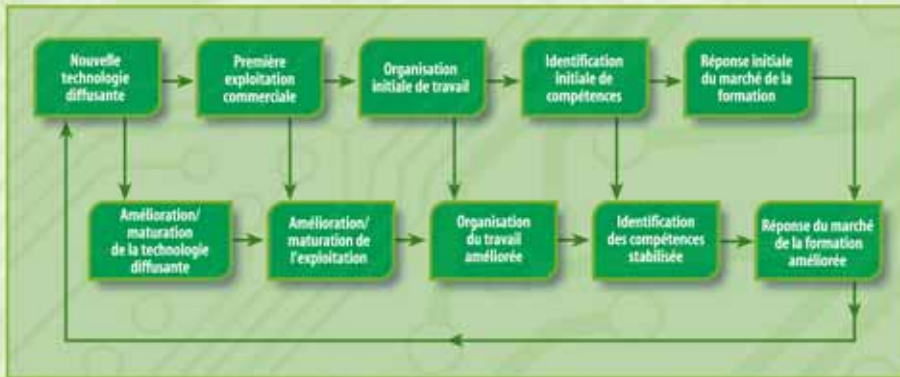 Nouvelle
technologie
diffusante
Première
exploitation
commerciale
Organisation
initiale de travail
Identification
initiale de
compétences
Réponse initiale
du marché de la
formation
Amélioration/
maturation
de la technologie
diffusante
Amélioration/
maturation de
l'exploitation
Organisation
du travail
améliorée
Identification
des compétences
stabilisée
Réponse du marché
de la formation
améliorée